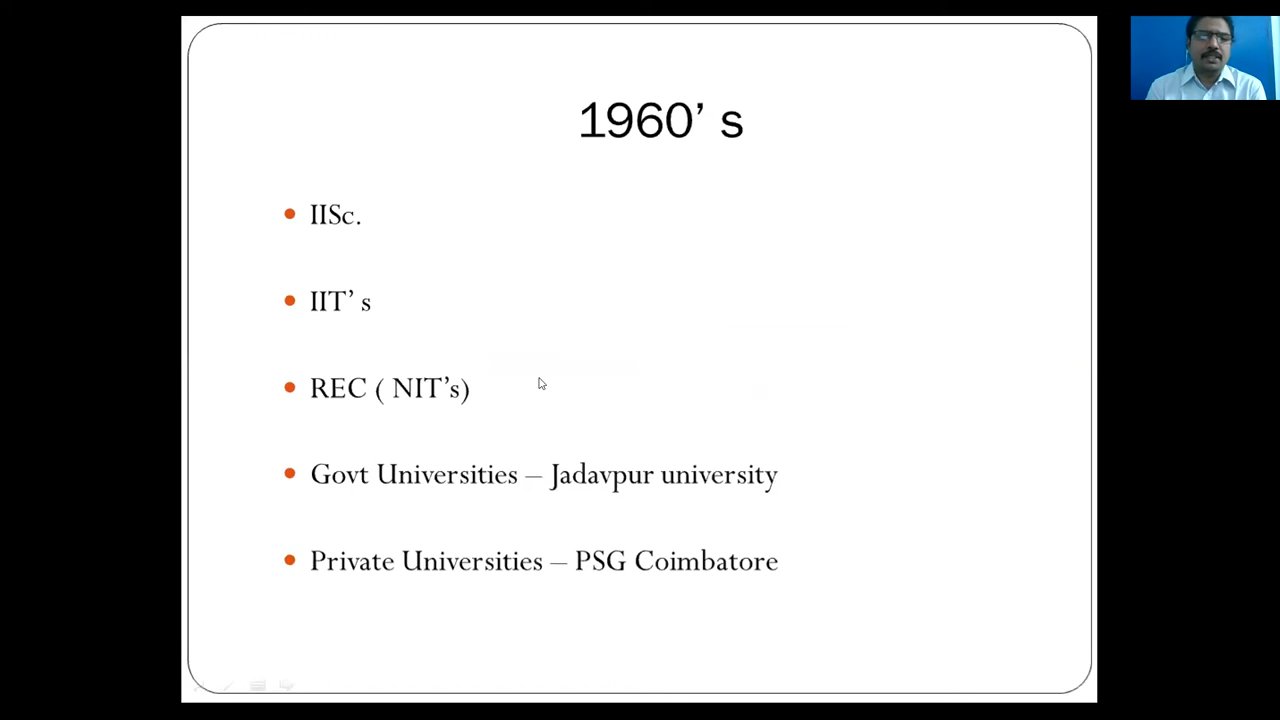 1960’ s
IISc.
IIT’ s
REC ( NIT’s)
Govt Universities – Jadavpur university
Private Universities – PSG Coimbatore